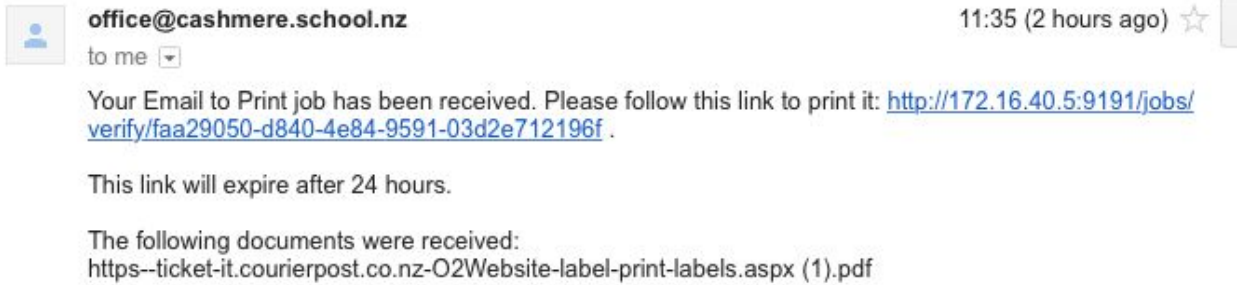 office@cashmere.school.nz 11:35 (2 hours ago)
to me
Your Email to Print job has been received. Please follow this link to print it: http://172.16.40.5:9191/jobs/
verify/faa29050-d840-4e84-9591-03d2e712196f .
This link will expire after 24 hours.
The following documents were received:
https--ticket-it.courierpost.co.nz-O2Website-label-print-labels.aspx (1).pdf